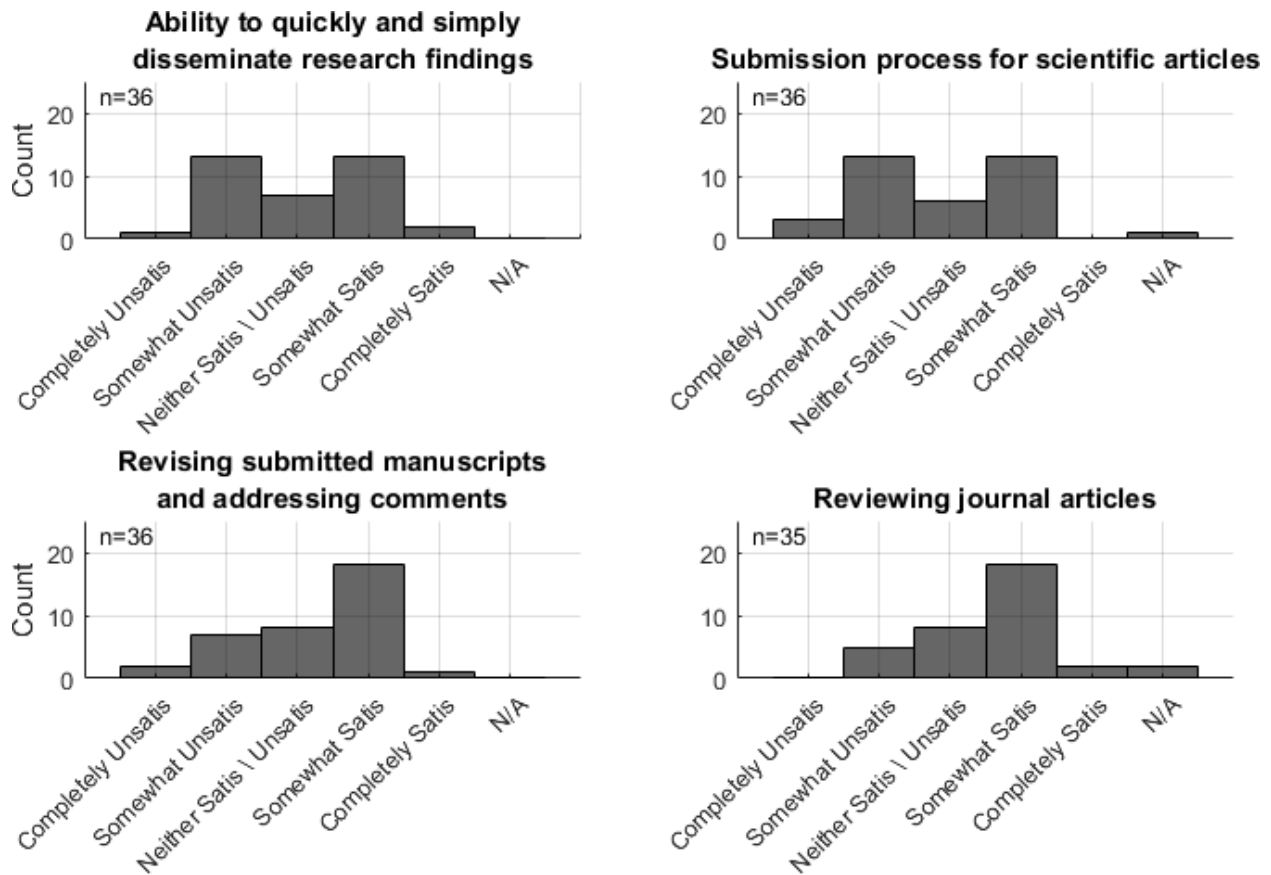 Ability to quickly and simply
disseminate research findings
n=36
20
10
0
Count
Completely Unsatis
Somewhat Unsatis
Neither Satis \ Unsatis
Somewhat Satis
Completely Satis
N/A
Submission process for scientific articles
n=36
20
10
0
Completely Unsatis
Somewhat Unsatis
Neither Satis \ Unsatis
Somewhat Satis
Completely Satis
N/A
Revising submitted manuscripts
and addressing comments
n=36
20
10
0
Count
Completely Unsatis
Somewhat Unsatis
Neither Satis \ Unsatis
Somewhat Satis
Completely Satis
N/A
Reviewing journal articles
n=35
20
10
0
Completely Unsatis
Somewhat Unsatis
Neither Satis \ Unsatis
Somewhat Satis
Completely Satis
N/A